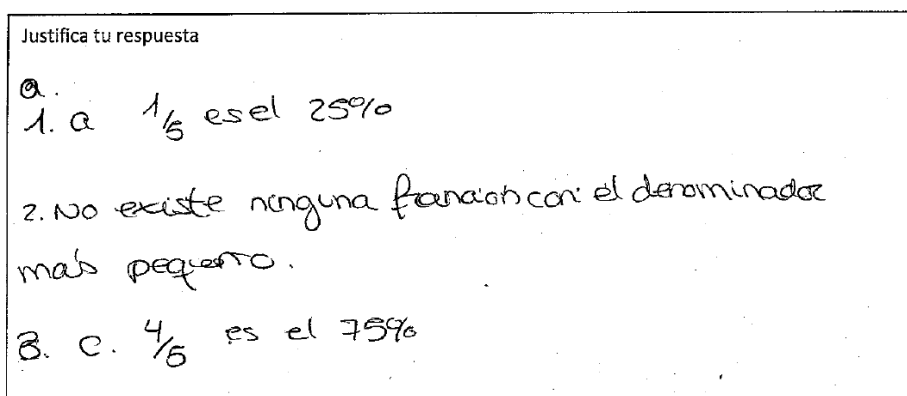 Justifica tu respuesta
a.
1. a 1/5 es el 25%
2. No existe ninguna francion con el denominador
más pequeño.
3. c. 4/5 es el 75%